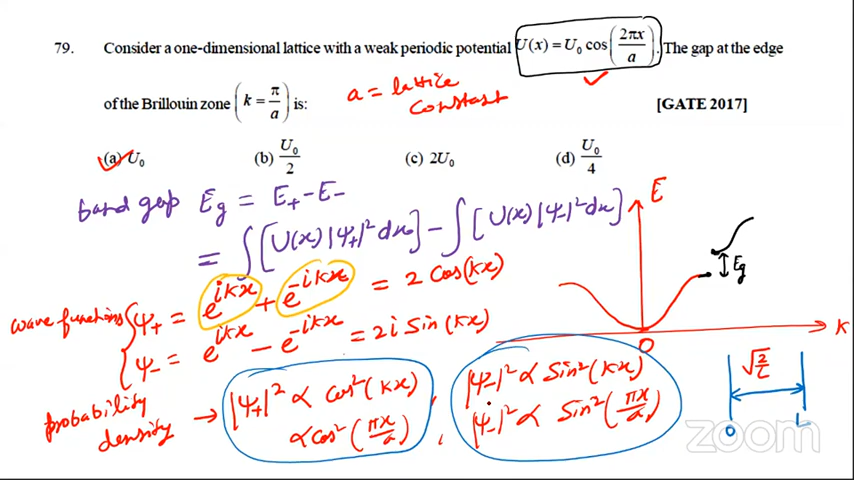 79. Consider a one-dimensional lattice with a weak periodic potential U(x) = U₀ cos(2πx/a). The gap at the edge
of the Brillouin zone (k = π/a) is: [GATE 2017]
a = lattice
constant
(a) U₀ (b) U₀/2 (c) 2U₀ (d) U₀/4
band gap Eg = E₊ - E₋
= ∫[U(x)|ψ₊|² dx] - ∫[U(x)|ψ₋|² dx]
wave functions { ψ₊ = e^{ikx} + e^{-ikx} = 2 cos(kx)
ψ₋ = e^{ikx} - e^{-ikx} = 2i sin(kx)
probability
density → |ψ₊|² ∝ cos²(kx)
∝ cos²(πx/a)
, |ψ₋|² ∝ sin²(kx)
, |ψ₋|² ∝ sin²(πx/a)
E
Eg
K
O
√2/L
0 L
zoom